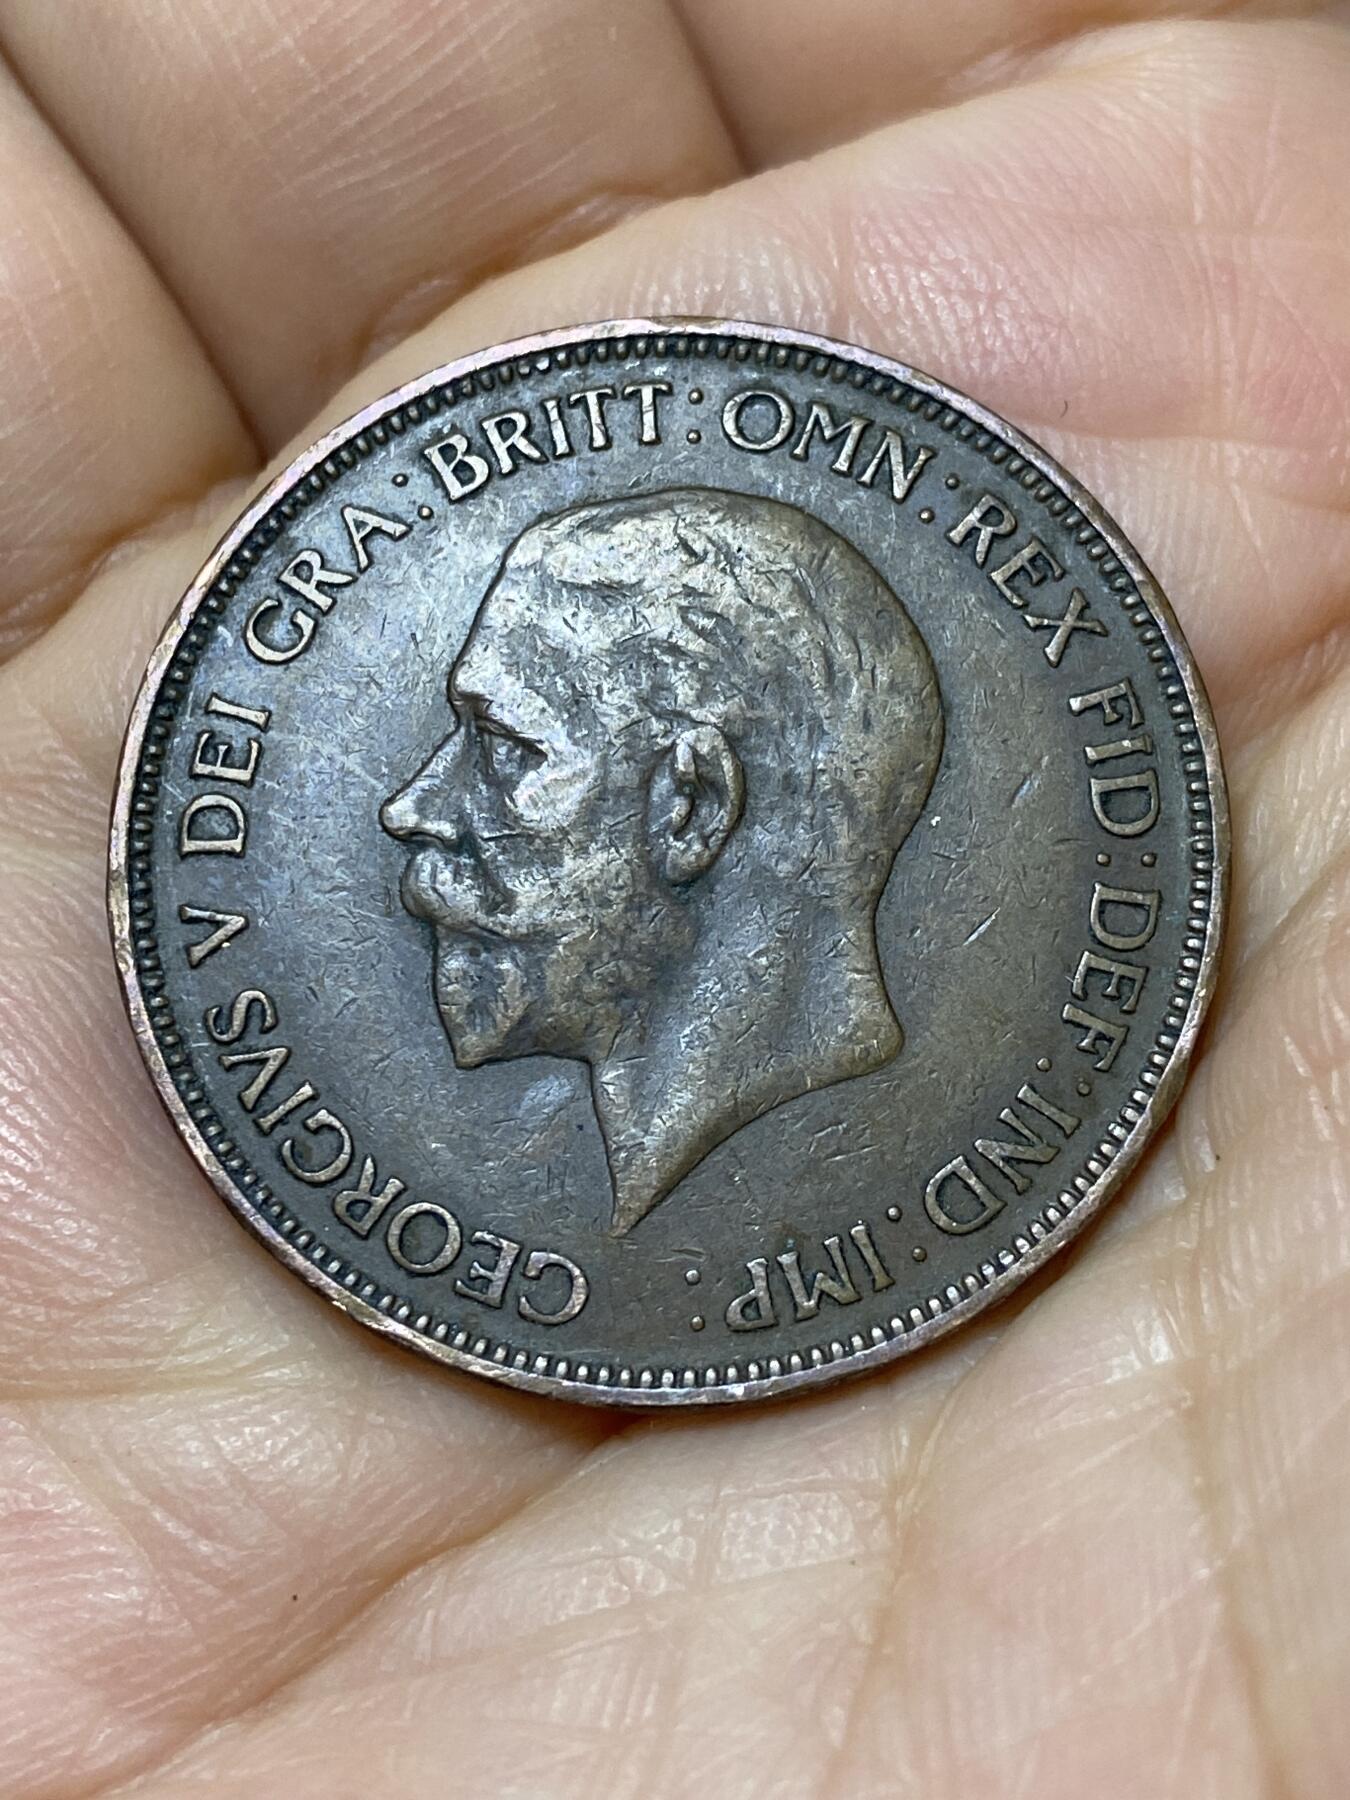 GEORGIVS V DEI GRA: BRITT: OMN: REX FID: DEF: IND: IMP: